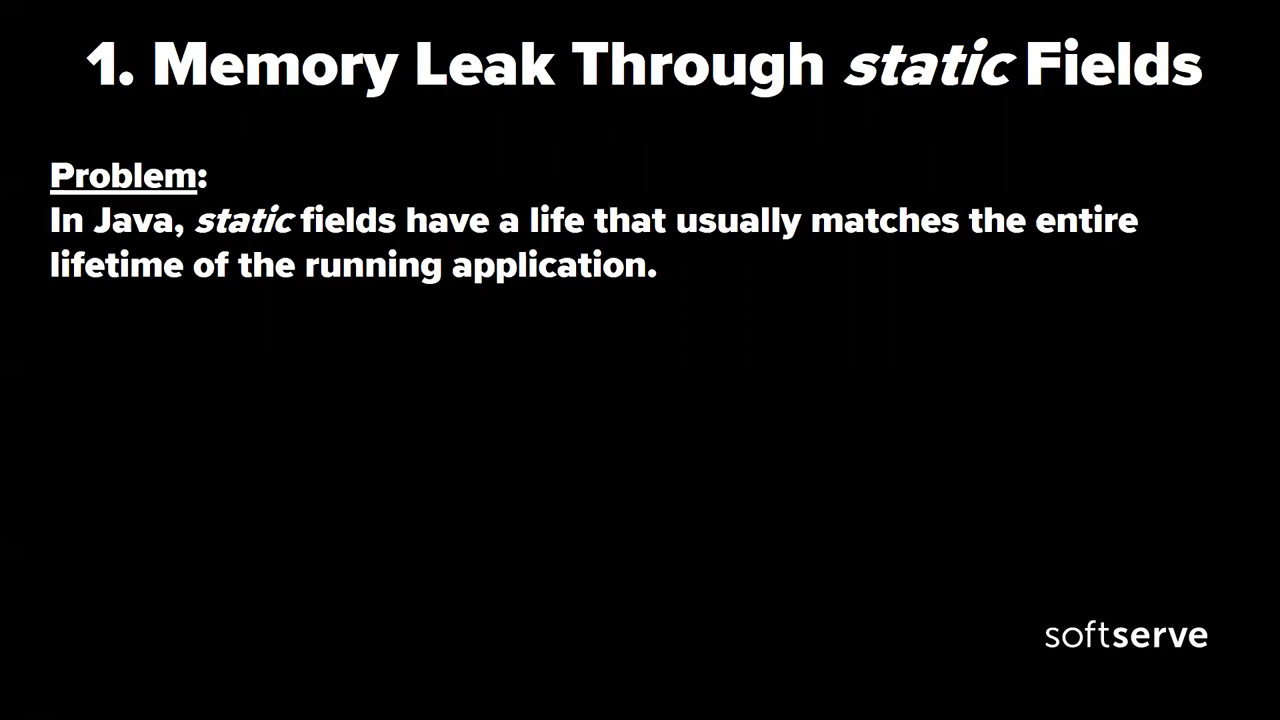 1. Memory Leak Through static Fields
Problem:
In Java, static fields have a life that usually matches the entire
lifetime of the running application.
softserve